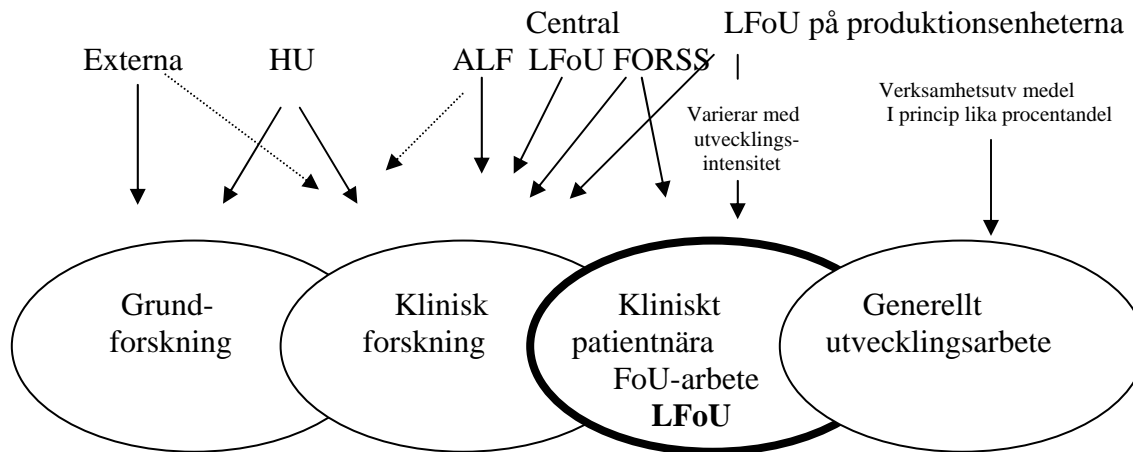 Central
LFoU på produktionsenheterna
Externa HU ALF LFoU FORSS
Verksamhetsutv medel
I princip lika procentandel
Varierar med
utvecklings-
intensitet
Grund-
forskning
Klinisk
forskning
Kliniskt
patientnära
FoU-arbete
LFoU
Generellt
utvecklingsarbete